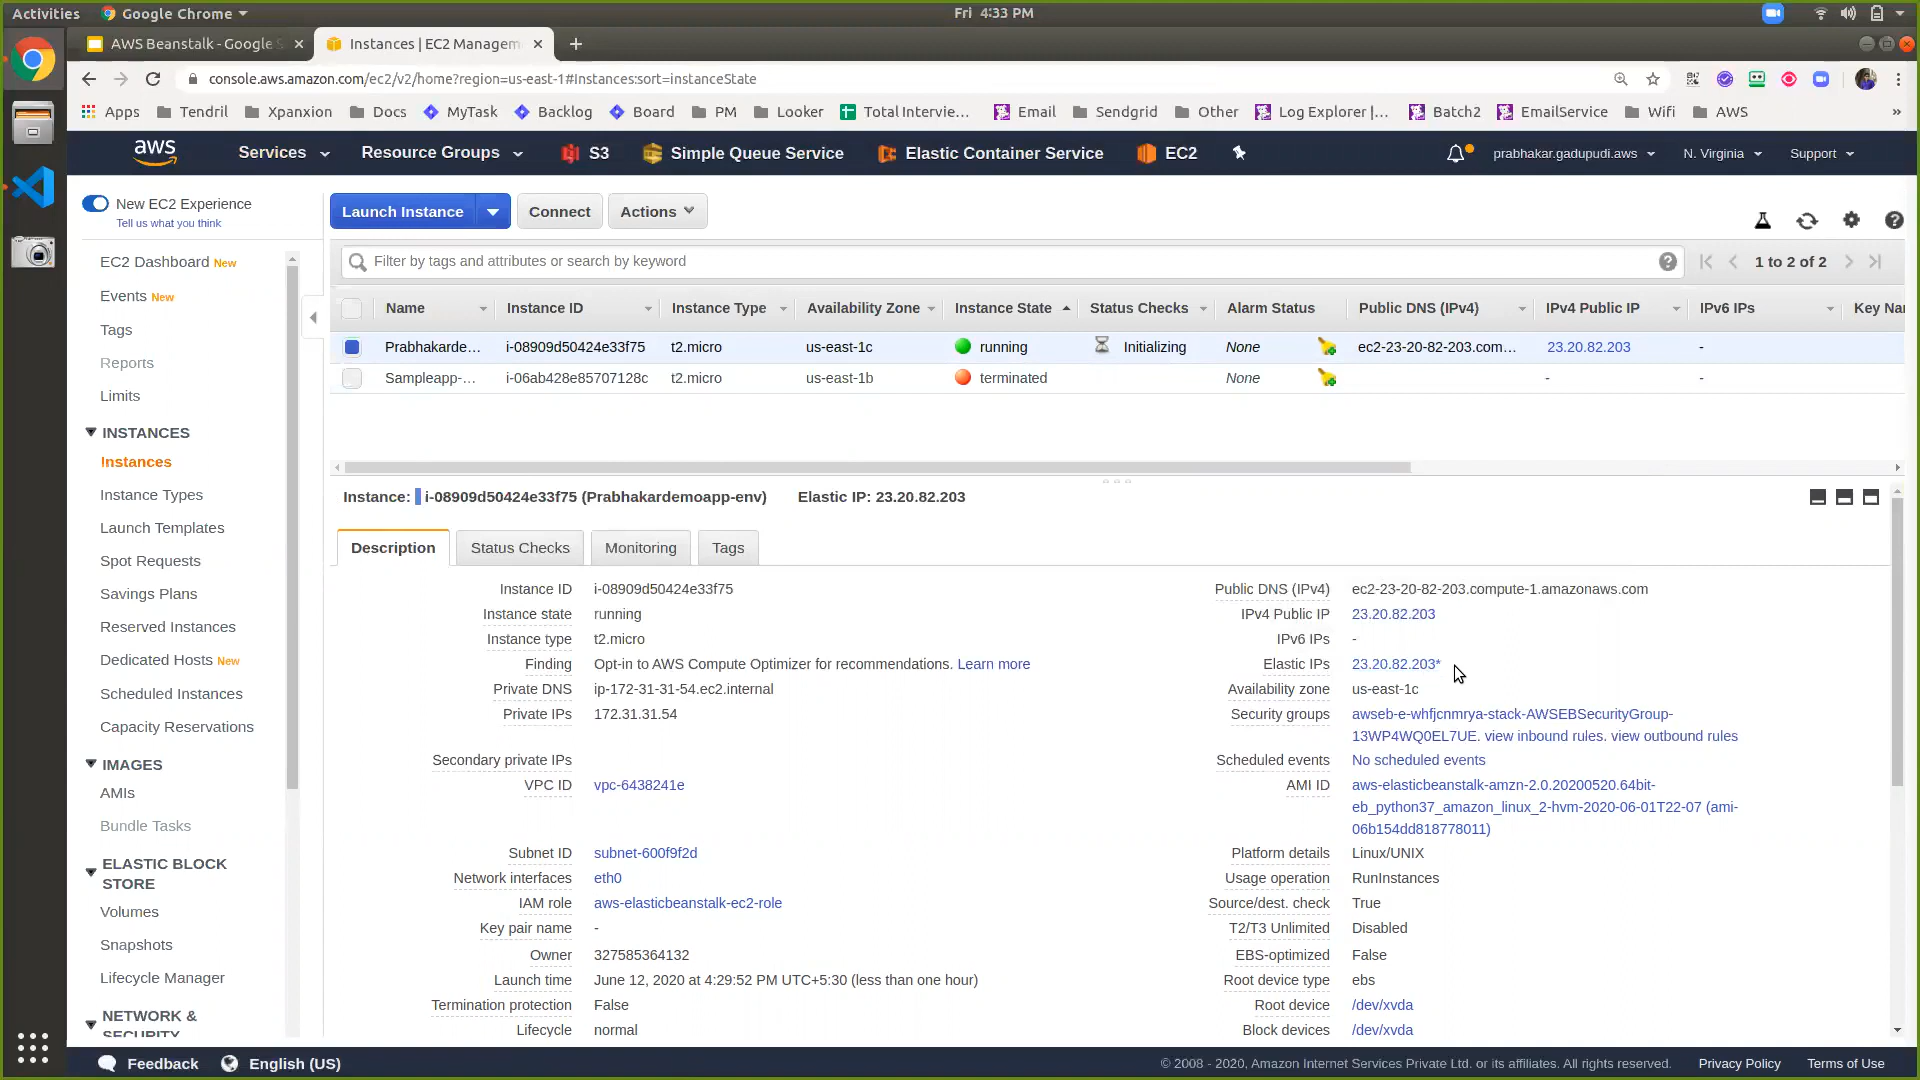 Activities Google Chrome Fri 4:33 PM
AWS Beanstalk - Google S Instances | EC2 Managem
console.aws.amazon.com/ec2/v2/home?region=us-east-1#Instances:sort=instanceState
Apps Tendril Xpanxion Docs MyTask Backlog Board PM Looker Total Intervie... Email Sendgrid Other Log Explorer |... Batch2 EmailService Wifi AWS »
aws Services Resource Groups S3 Simple Queue Service Elastic Container Service EC2 prabhakar.gadupudi.aws N. Virginia Support
New EC2 Experience
Tell us what you think
EC2 Dashboard New
Events New
Tags
Reports
Limits
INSTANCES
Instances
Instance Types
Launch Templates
Spot Requests
Savings Plans
Reserved Instances
Dedicated Hosts New
Scheduled Instances
Capacity Reservations
IMAGES
AMIs
Bundle Tasks
ELASTIC BLOCK
STORE
Volumes
Snapshots
Lifecycle Manager
NETWORK &
SECURITY
Launch Instance Connect Actions
Filter by tags and attributes or search by keyword 1 to 2 of 2
Name Instance ID Instance Type Availability Zone Instance State Status Checks Alarm Status Public DNS (IPv4) IPv4 Public IP IPv6 IPs Key Nar
Prabhakarde... i-08909d50424e33f75 t2.micro us-east-1c running Initializing None ec2-23-20-82-203.com... 23.20.82.203 -
Sampleapp-... i-06ab428e85707128c t2.micro us-east-1b terminated None - -
Instance: i-08909d50424e33f75 (Prabhakardemoapp-env) Elastic IP: 23.20.82.203
Description Status Checks Monitoring Tags
Instance ID i-08909d50424e33f75
Instance state running
Instance type t2.micro
Finding Opt-in to AWS Compute Optimizer for recommendations. Learn more
Private DNS ip-172-31-31-54.ec2.internal
Private IPs 172.31.31.54
Secondary private IPs
VPC ID vpc-6438241e
Subnet ID subnet-600f9f2d
Network interfaces eth0
IAM role aws-elasticbeanstalk-ec2-role
Key pair name -
Owner 327585364132
Launch time June 12, 2020 at 4:29:52 PM UTC+5:30 (less than one hour)
Termination protection False
Lifecycle normal
Public DNS (IPv4) ec2-23-20-82-203.compute-1.amazonaws.com
IPv4 Public IP 23.20.82.203
IPv6 IPs -
Elastic IPs 23.20.82.203*
Availability zone us-east-1c
Security groups awseb-e-whfjcnmrya-stack-AWSEBSecurityGroup-
13WP4WQ0EL7UE. view inbound rules. view outbound rules
Scheduled events No scheduled events
AMI ID aws-elasticbeanstalk-amzn-2.0.20200520.64bit-
eb_python37_amazon_linux_2-hvm-2020-06-01T22-07 (ami-
06b154dd818778011)
Platform details Linux/UNIX
Usage operation RunInstances
Source/dest. check True
T2/T3 Unlimited Disabled
EBS-optimized False
Root device type ebs
Root device /dev/xvda
Block devices /dev/xvda
Feedback English (US) © 2008 - 2020, Amazon Internet Services Private Ltd. or its affiliates. All rights reserved. Privacy Policy Terms of Use